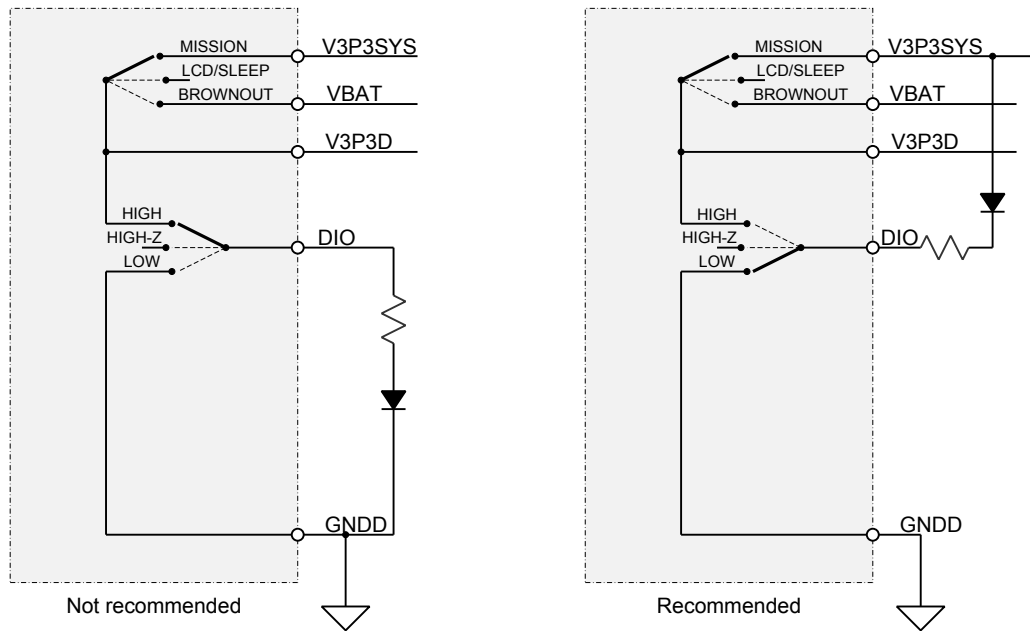 MISSION
V3P3SYS
LCD/SLEEP
BROWNOUT
VBAT
V3P3D
HIGH
HIGH-Z
DIO
LOW
GNDD
Not recommended
MISSION
V3P3SYS
LCD/SLEEP
BROWNOUT
VBAT
V3P3D
HIGH
HIGH-Z
DIO
LOW
GNDD
Recommended